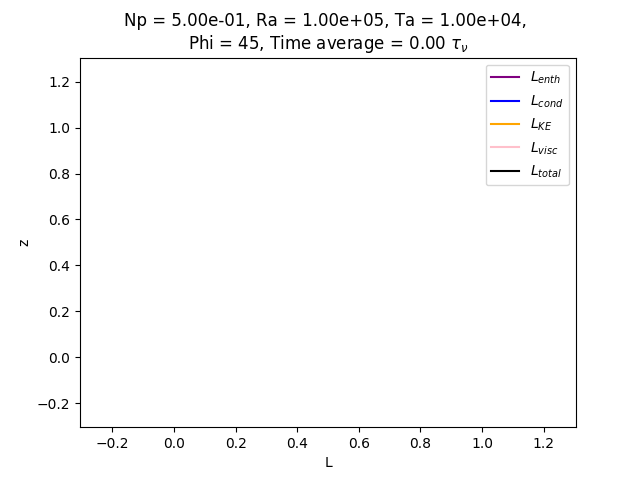 Np = 5.00e-01, Ra = 1.00e+05, Ta = 1.00e+04,
Phi = 45, Time average = 0.00 τ_ν
L_enth
L_cond
L_KE
L_visc
L_total
z
1.2
1.0
0.8
0.6
0.4
0.2
0.0
−0.2
−0.2 0.0 0.2 0.4 0.6 0.8 1.0 1.2
L